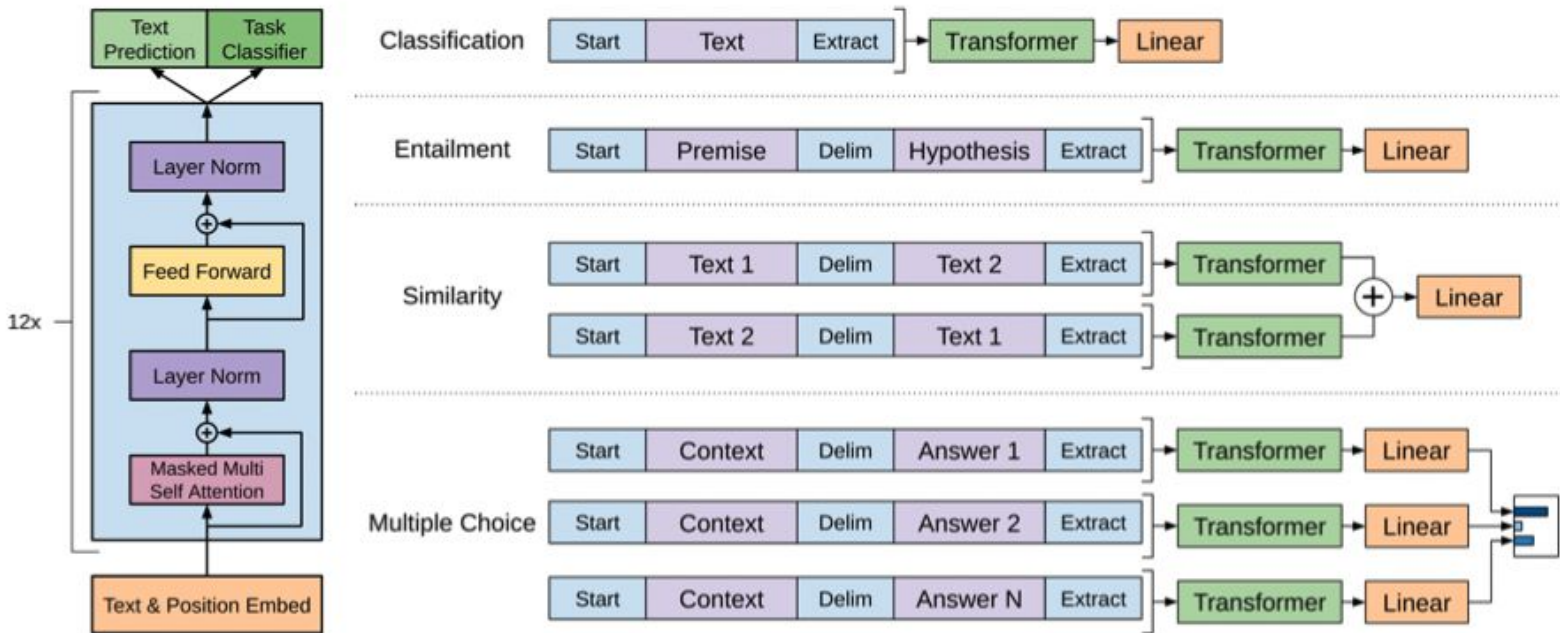 Text
Prediction
Task
Classifier
Layer Norm
+
Feed Forward
12x
Layer Norm
+
Masked Multi
Self Attention
Text & Position Embed
Classification Start Text Extract Transformer Linear
Entailment Start Premise Delim Hypothesis Extract Transformer Linear
Similarity
Start Text 1 Delim Text 2 Extract Transformer
+ Linear
Start Text 2 Delim Text 1 Extract Transformer
Multiple Choice
Start Context Delim Answer 1 Extract Transformer Linear
Start Context Delim Answer 2 Extract Transformer Linear
Start Context Delim Answer N Extract Transformer Linear